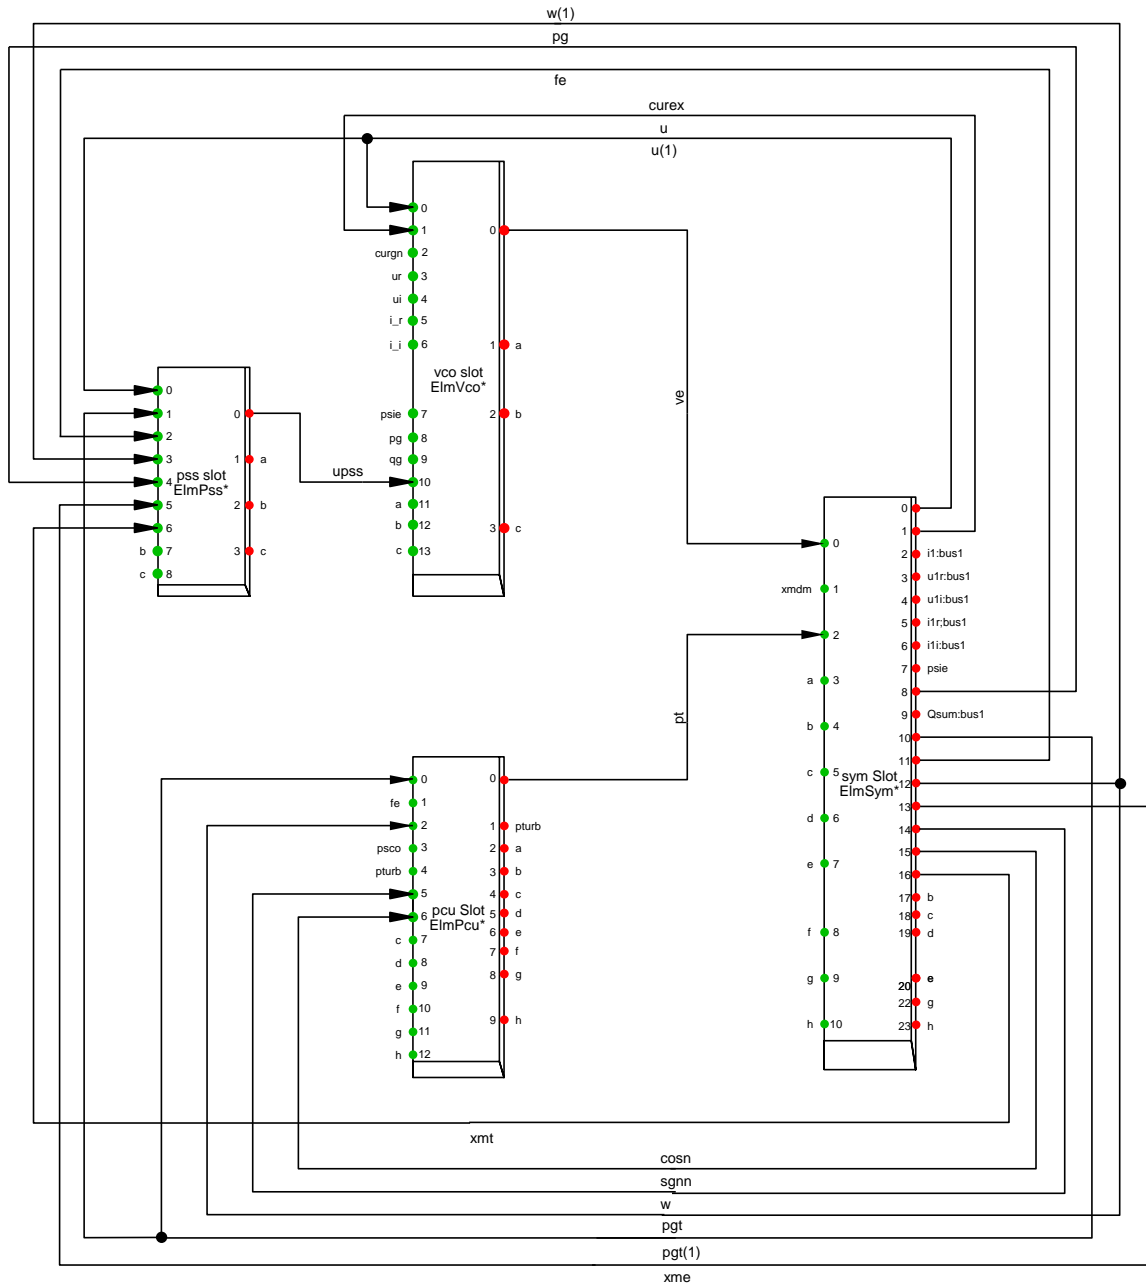 w(1)
pg
fe
curex
u
u(1)
0
1
curgn 2
ur 3
ui 4
i_r 5
i_i 6
psie 7
pg 8
qg 9
10
a 11
b 12
c 13
vco slot
ElmVco*
0
1 a
2 b
3 c
ve
0
1
2
3
4
5
6
b 7
c 8
pss slot
ElmPss*
0
1 a
2 b
3 c
upss
0
xmdm 1
2
a 3
b 4
c 5
d 6
e 7
f 8
g 9
h 10
sym Slot
ElmSym*
0
1
2 i1:bus1
3 u1r:bus1
4 u1i:bus1
5 i1r;bus1
6 i1i:bus1
7 psie
8
9 Qsum:bus1
10
11
12
13
14
15
16
17 b
18 c
19 d
20 e
22 g
23 h
pt
0
fe 1
2
psco 3
pturb 4
5
6
c 7
d 8
e 9
f 10
g 11
h 12
pcu Slot
ElmPcu*
0
1 pturb
2 a
3 b
4 c
5 d
6 e
7 f
8 g
9 h
xmt
cosn
sgnn
w
pgt
pgt(1)
xme